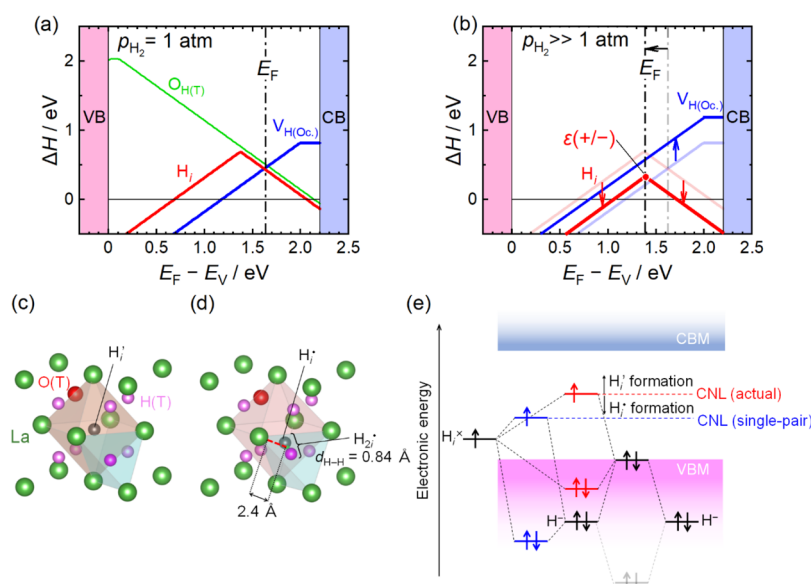 (a)
p_H₂ = 1 atm
E_F
O_H(T)
V_H(Oc.)
H_i
VB
CB
ΔH / eV
2
1
0
0 0.5 1.0 1.5 2.0 2.5
E_F − E_V / eV
(b)
p_H₂ >> 1 atm
E_F
V_H(Oc.)
ε(+/−)
H_i
VB
CB
ΔH / eV
2
1
0
0 0.5 1.0 1.5 2.0 2.5
E_F − E_V / eV
(c)
H_i′
O(T)
H(T)
La
(d)
H_i•
H_2i•
d_H–H = 0.84 Å
2.4 Å
(e)
Electronic energy
CBM
H_i′ formation
CNL (actual)
H_i• formation
CNL (single-pair)
H_i×
VBM
H⁻
H⁻